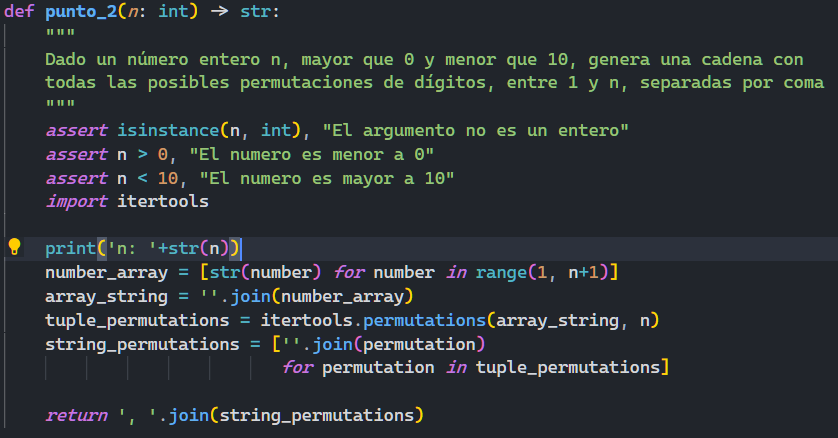 def punto_2(n: int) -> str:
    """
    Dado un número entero n, mayor que 0 y menor que 10, genera una cadena con
    todas las posibles permutaciones de dígitos, entre 1 y n, separadas por coma
    """
    assert isinstance(n, int), "El argumento no es un entero"
    assert n > 0, "El numero es menor a 0"
    assert n < 10, "El numero es mayor a 10"
    import itertools

    print('n: '+str(n))
    number_array = [str(number) for number in range(1, n+1)]
    array_string = ''.join(number_array)
    tuple_permutations = itertools.permutations(array_string, n)
    string_permutations = [''.join(permutation)
                           for permutation in tuple_permutations]

    return ', '.join(string_permutations)